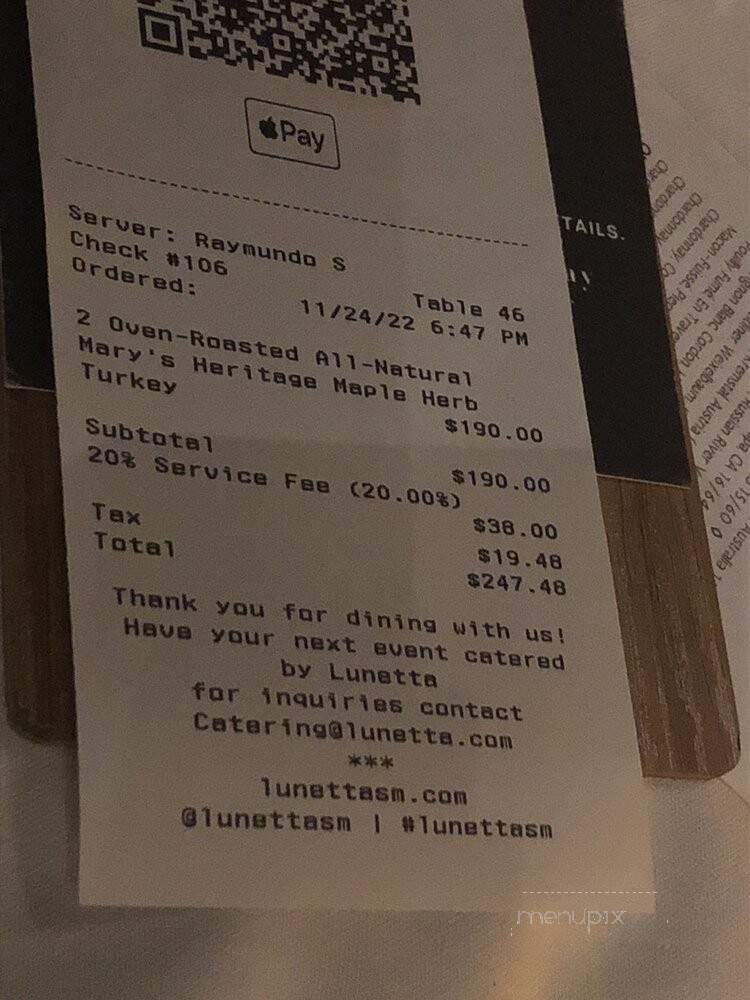 Pay
Server: Raymundo S
Check #106
Table 46
Ordered:
11/24/22 6:47 PM
2 Oven-Roasted All-Natural
Mary's Heritage Maple Herb
Turkey
$190.00
Subtotal
$190.00
20% Service Fee (20.00%)
$38.00
Tax
$19.48
Total
$247.48
Thank you for dining with us!
Have your next event catered
by Lunetta
for inquiries contact
Catering@lunetta.com
***
lunettasm.com
@lunettasm | #lunettasm
TAILS.
menupix